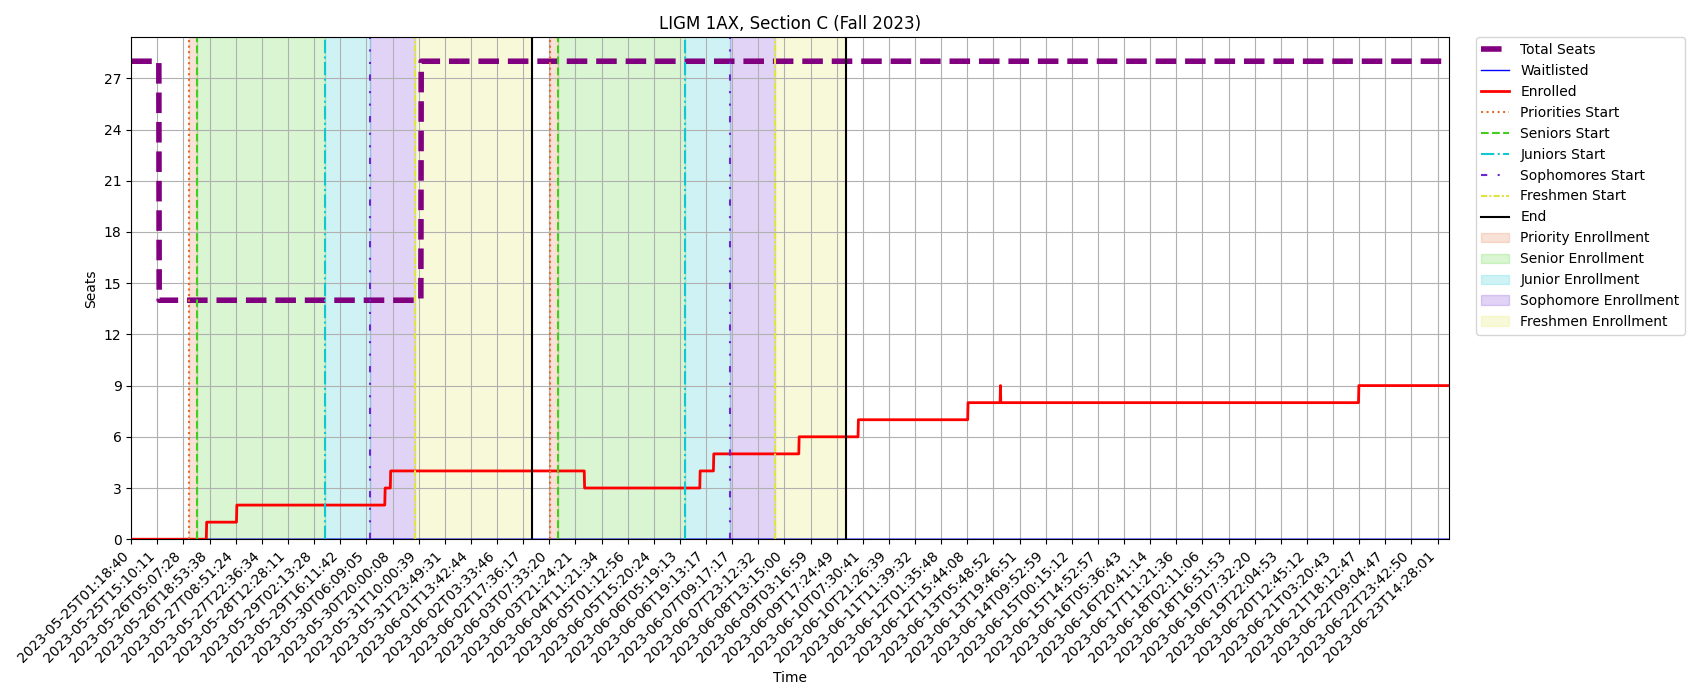 LIGM 1AX, Section C (Fall 2023)
Seats
27
24
21
18
15
12
9
6
3
0
2023-05-25T01:18:40
2023-05-25T15:10:11
2023-05-26T05:07:28
2023-05-26T18:53:38
2023-05-27T08:51:24
2023-05-27T22:36:34
2023-05-28T12:28:11
2023-05-29T02:13:28
2023-05-29T16:11:42
2023-05-30T06:09:05
2023-05-30T20:00:08
2023-05-31T10:00:39
2023-05-31T23:49:31
2023-06-01T13:42:44
2023-06-02T03:33:46
2023-06-02T17:36:17
2023-06-03T07:33:20
2023-06-03T21:24:21
2023-06-04T11:21:34
2023-06-05T01:12:56
2023-06-05T15:20:24
2023-06-06T05:19:13
2023-06-06T19:13:17
2023-06-07T09:17:17
2023-06-07T23:12:32
2023-06-08T13:15:00
2023-06-09T03:16:59
2023-06-09T17:24:49
2023-06-10T07:30:41
2023-06-10T21:26:39
2023-06-11T11:39:32
2023-06-12T01:35:48
2023-06-12T15:44:08
2023-06-13T05:48:52
2023-06-13T19:46:51
2023-06-14T09:52:59
2023-06-15T00:15:12
2023-06-15T14:52:57
2023-06-16T05:36:43
2023-06-16T20:41:14
2023-06-17T11:21:36
2023-06-18T02:11:06
2023-06-18T16:51:53
2023-06-19T07:32:20
2023-06-19T22:04:53
2023-06-20T12:45:12
2023-06-21T03:20:43
2023-06-21T18:12:47
2023-06-22T09:04:47
2023-06-22T23:42:50
2023-06-23T14:28:01
Time
Total Seats
Waitlisted
Enrolled
Priorities Start
Seniors Start
Juniors Start
Sophomores Start
Freshmen Start
End
Priority Enrollment
Senior Enrollment
Junior Enrollment
Sophomore Enrollment
Freshmen Enrollment